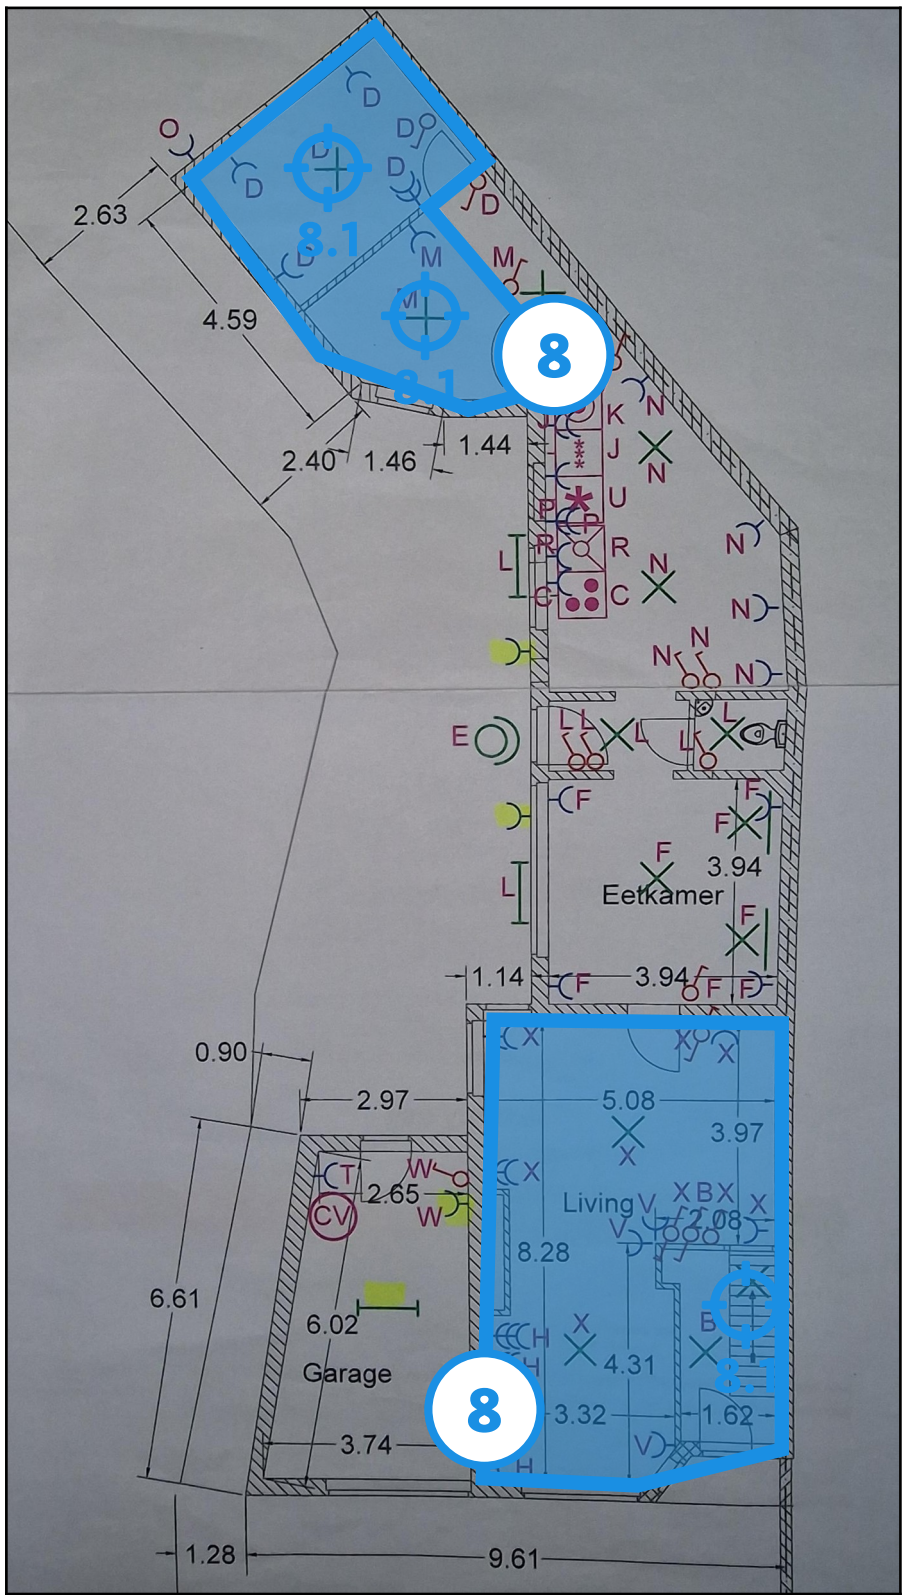 D
O
D
D
D
D
8.1
D
2.63
D
M
M
M
4.59
8
8.1
K
N
J
1.44
2.40
1.46
N
U
P
P
N
R
R
L
N
C
C
N
N
N
N
L
L
L
L
L
E
F
F
F
F
3.94
L
Eetkamer
F
1.14
F
3.94
F
F
X
X
X
0.90
2.97
5.08
3.97
X
T
W
X
2.65
X
B
X
X
Living
V
W
CV
V
2.08
8.28
6.61
6.02
X
B
H
H
4.31
8.1
Garage
8
3.32
1.62
3.74
V
H
1.28
9.61